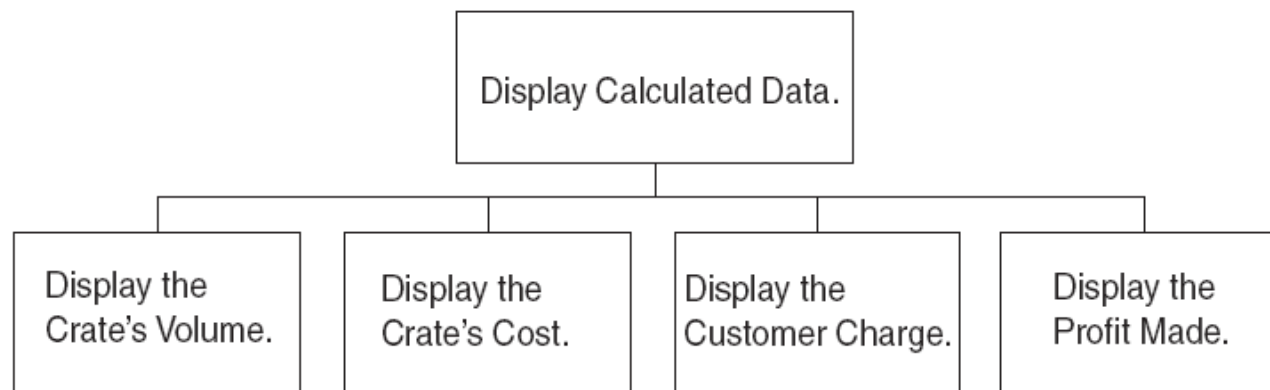 Display Calculated Data.
Display the
Crate’s Volume.
Display the
Crate’s Cost.
Display the
Customer Charge.
Display the
Profit Made.